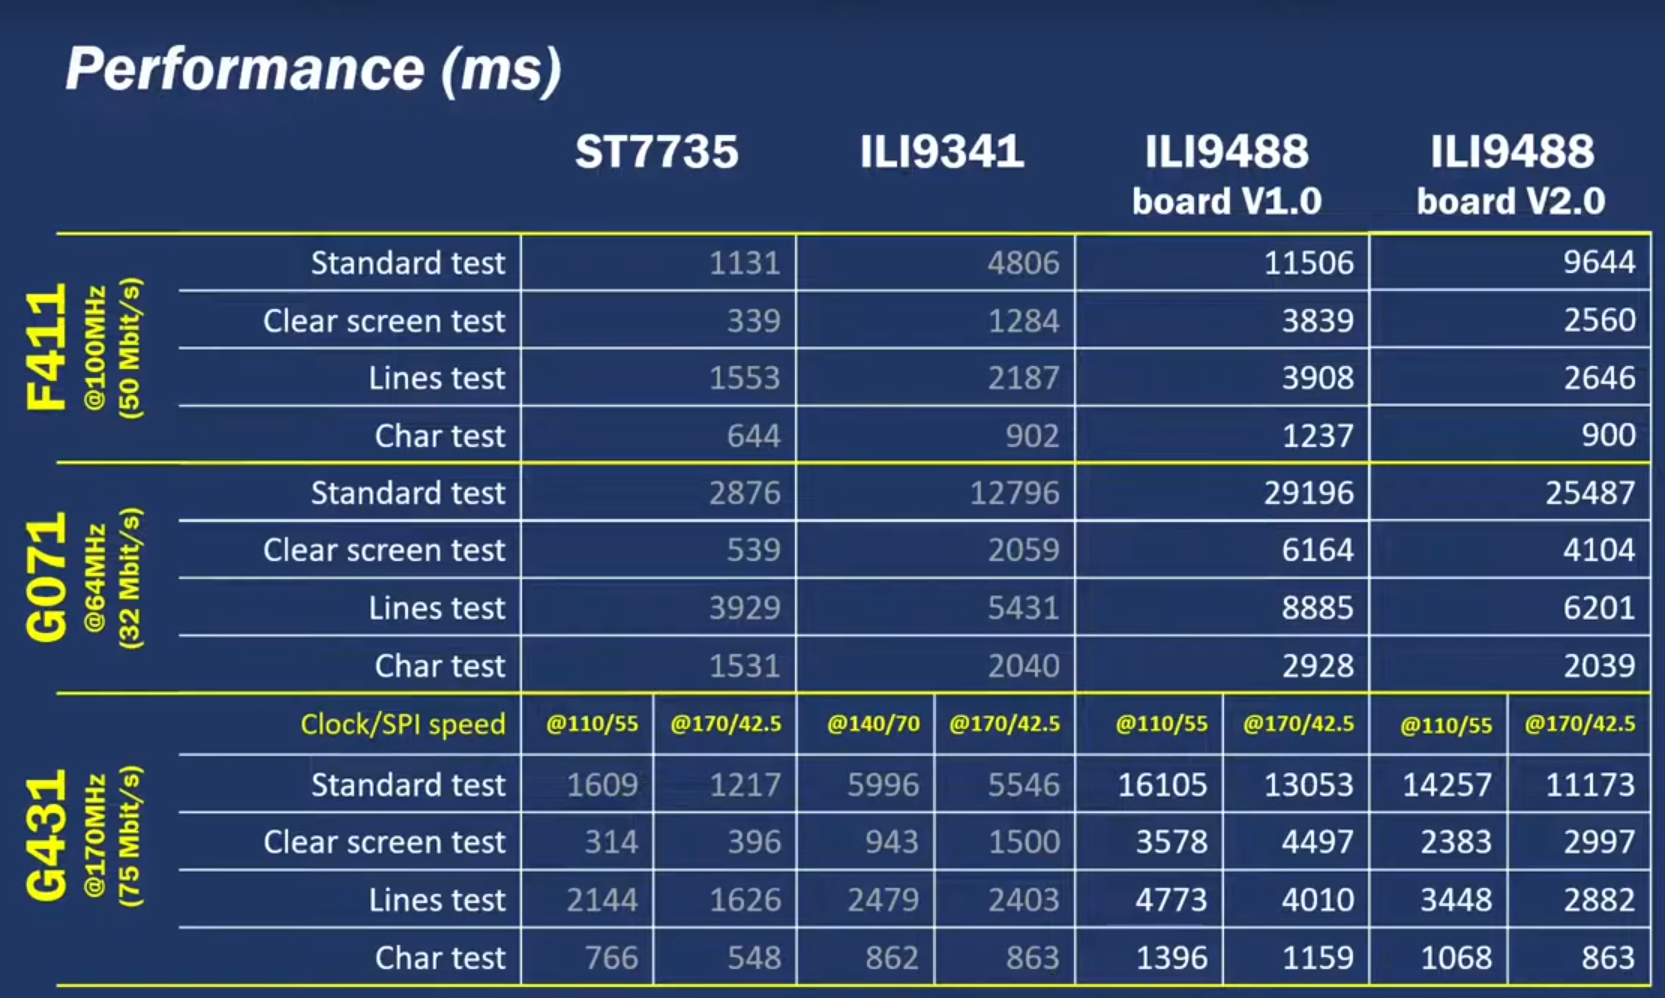 Performance (ms)
ST7735 ILI9341 ILI9488 board V1.0 ILI9488 board V2.0
F411 @100MHz (50 Mbit/s)
Standard test 1131 4806 11506 9644
Clear screen test 339 1284 3839 2560
Lines test 1553 2187 3908 2646
Char test 644 902 1237 900
G071 @64MHz (32 Mbit/s)
Standard test 2876 12796 29196 25487
Clear screen test 539 2059 6164 4104
Lines test 3929 5431 8885 6201
Char test 1531 2040 2928 2039
G431 @170MHz (75 Mbit/s)
Clock/SPI speed @110/55 @170/42.5 @140/70 @170/42.5 @110/55 @170/42.5 @110/55 @170/42.5
Standard test 1609 1217 5996 5546 16105 13053 14257 11173
Clear screen test 314 396 943 1500 3578 4497 2383 2997
Lines test 2144 1626 2479 2403 4773 4010 3448 2882
Char test 766 548 862 863 1396 1159 1068 863